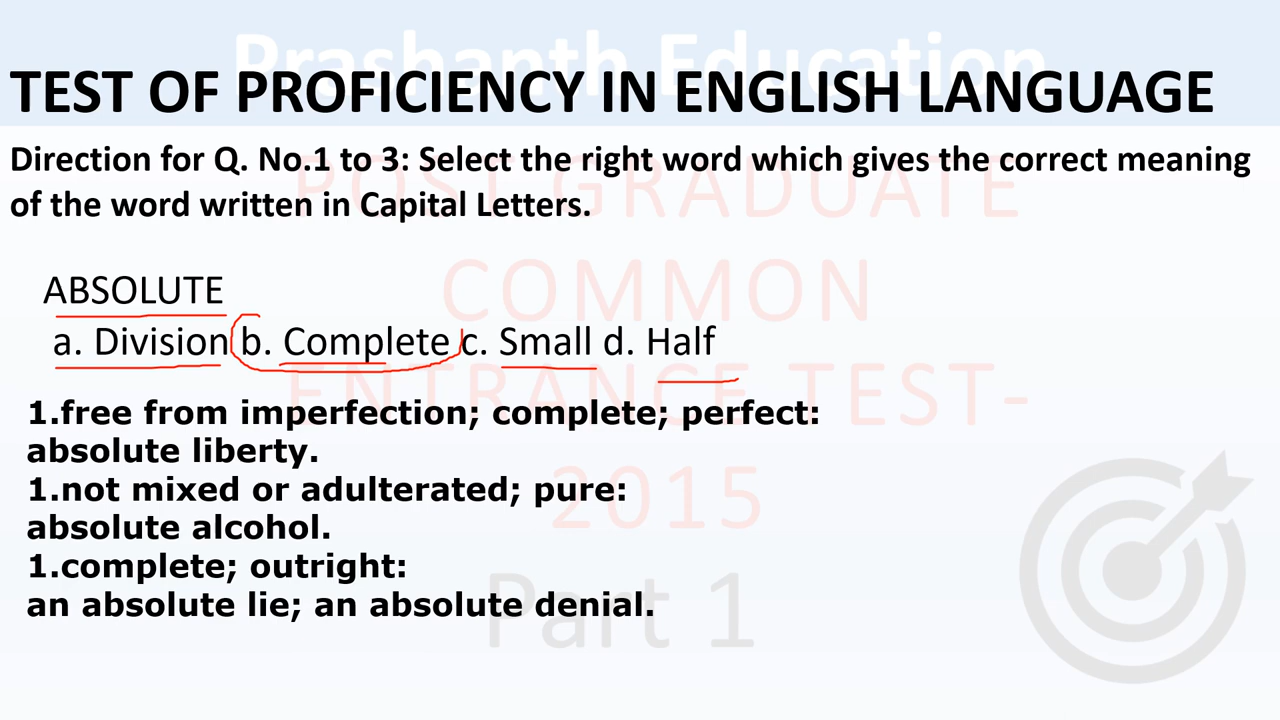 Prashanth Education
TEST OF PROFICIENCY IN ENGLISH LANGUAGE
Direction for Q. No.1 to 3: Select the right word which gives the correct meaning
of the word written in Capital Letters.
POST GRADUATE
COMMON
ENTRANCE TEST-
2015
Part 1
ABSOLUTE
a. Division b. Complete c. Small d. Half
1.free from imperfection; complete; perfect:
absolute liberty.
1.not mixed or adulterated; pure:
absolute alcohol.
1.complete; outright:
an absolute lie; an absolute denial.